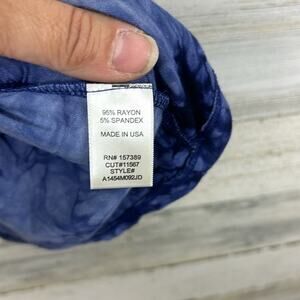 95% RAYON
5% SPANDEX
MADE IN USA
RN# 157389
CUT#11567
STYLE#
A1454M092JD